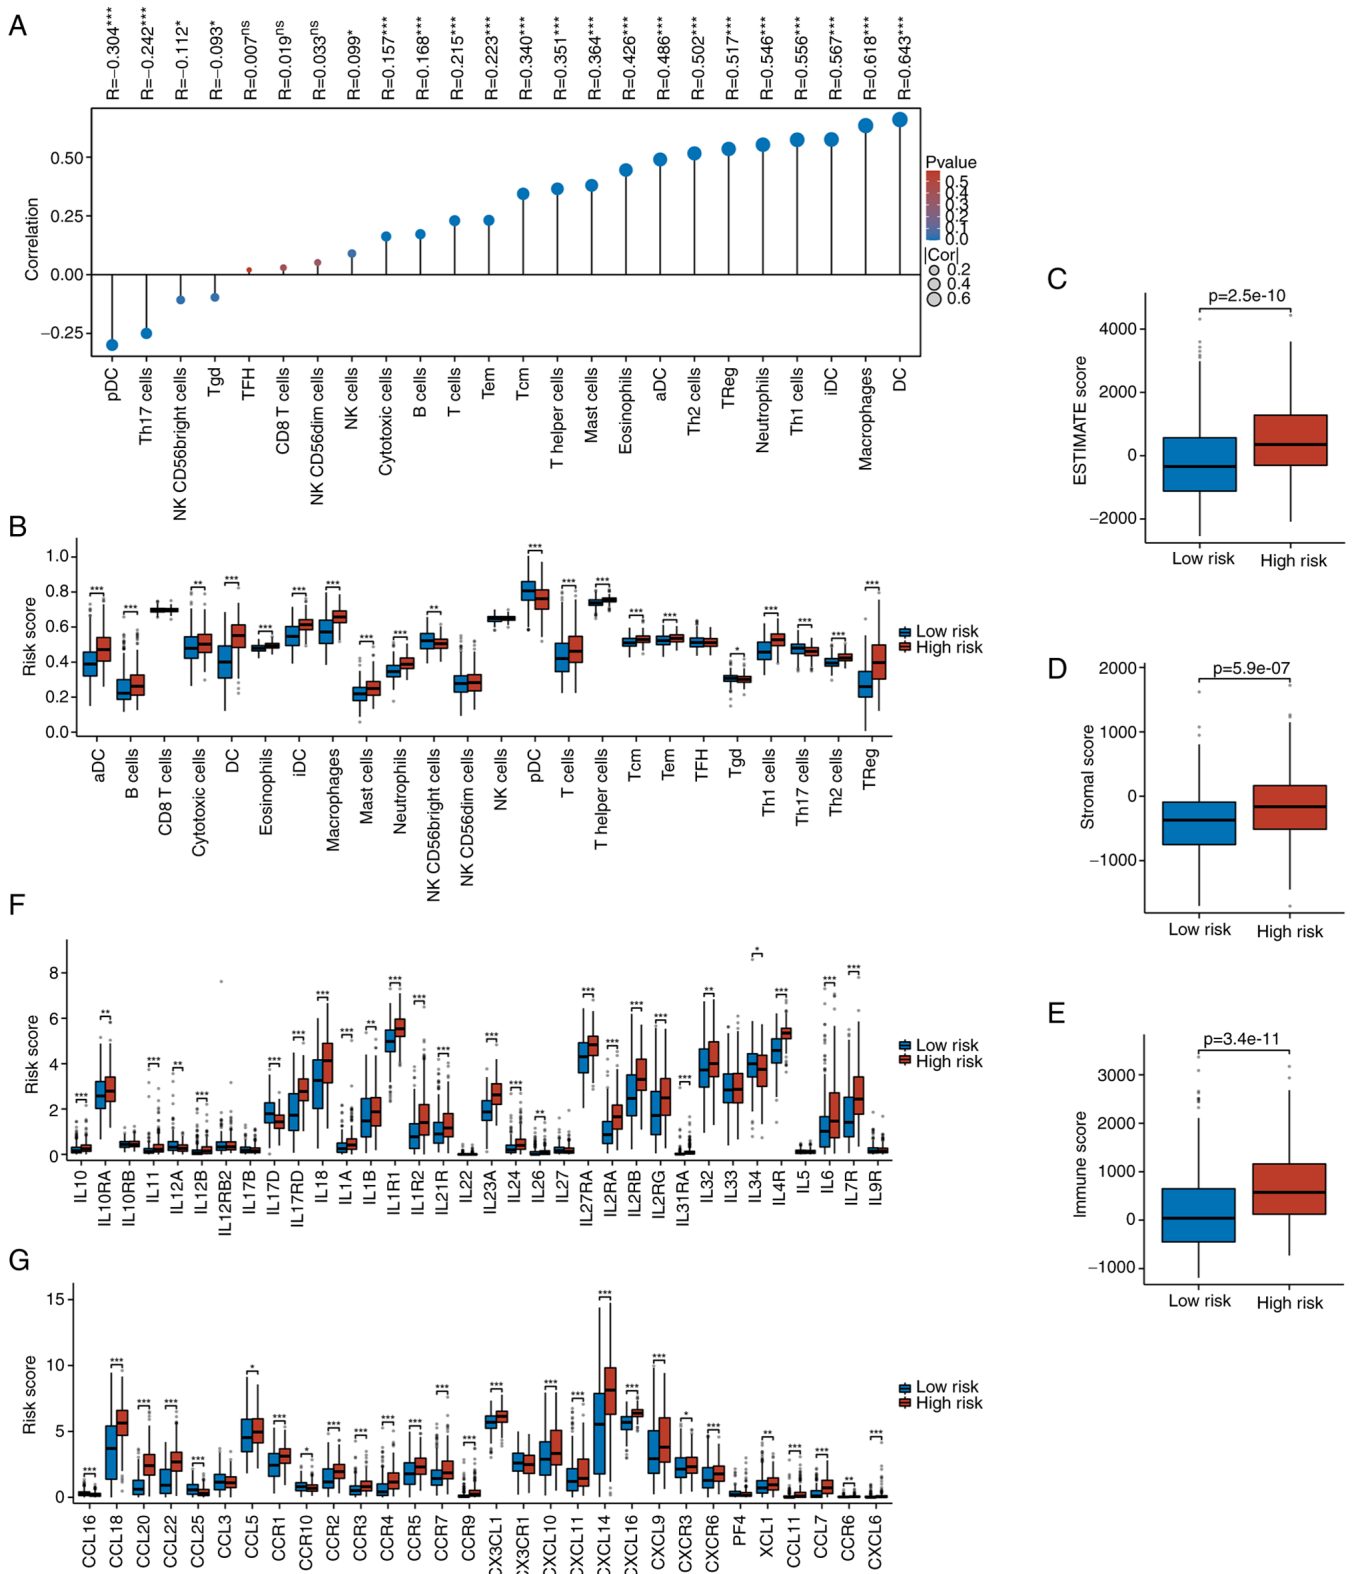 A
R=−0.304***
R=−0.242***
R=−0.112*
R=−0.093*
R=0.007ns
R=0.019ns
R=0.033ns
R=0.099*
R=0.157***
R=0.168***
R=0.215***
R=0.223***
R=0.340***
R=0.351***
R=0.364***
R=0.426***
R=0.486***
R=0.502***
R=0.517***
R=0.546***
R=0.556***
R=0.567***
R=0.618***
R=0.643***
Correlation
0.50
0.25
0.00
−0.25
Pvalue
0.5
0.4
0.3
0.2
0.1
0.0
|Cor|
0.2
0.4
0.6
pDC
Th17 cells
NK CD56bright cells
Tgd
TFH
CD8 T cells
NK CD56dim cells
NK cells
Cytotoxic cells
B cells
T cells
Tem
Tcm
T helper cells
Mast cells
Eosinophils
aDC
Th2 cells
TReg
Neutrophils
Th1 cells
iDC
Macrophages
DC
B
Risk score
1.0
0.8
0.6
0.4
0.2
0.0
***
***
**
***
***
***
***
***
***
**
***
***
***
***
***
*
***
***
***
***
Low risk
High risk
aDC
B cells
CD8 T cells
Cytotoxic cells
DC
Eosinophils
iDC
Macrophages
Mast cells
Neutrophils
NK CD56bright cells
NK CD56dim cells
NK cells
pDC
T cells
T helper cells
Tcm
Tem
TFH
Tgd
Th1 cells
Th17 cells
Th2 cells
TReg
C
p=2.5e-10
ESTIMATE score
4000
2000
0
−2000
Low risk
High risk
D
p=5.9e-07
Stromal score
2000
1000
0
−1000
Low risk
High risk
E
p=3.4e-11
Immune score
3000
2000
1000
0
−1000
Low risk
High risk
F
Risk score
8
6
4
2
0
***
**
***
**
***
***
***
***
***
**
***
***
***
***
***
**
***
***
***
***
***
**
*
***
***
***
Low risk
High risk
IL10
IL10RA
IL10RB
IL11
IL12A
IL12B
IL12RB2
IL17B
IL17D
IL17RD
IL18
IL1A
IL1B
IL1R1
IL1R2
IL21R
IL22
IL23A
IL24
IL26
IL27
IL27RA
IL2RA
IL2RB
IL2RG
IL31RA
IL32
IL33
IL34
IL4R
IL5
IL6
IL7R
IL9R
G
Risk score
15
10
5
0
***
***
***
***
***
*
***
*
***
***
***
***
***
***
***
***
***
***
***
***
*
***
**
***
***
**
***
Low risk
High risk
CCL16
CCL18
CCL20
CCL22
CCL25
CCL3
CCL5
CCR1
CCR10
CCR2
CCR3
CCR4
CCR5
CCR7
CCR9
CX3CL1
CX3CR1
CXCL10
CXCL11
CXCL14
CXCL16
CXCL9
CXCR3
CXCR6
PF4
XCL1
CCL11
CCL7
CCR6
CXCL6